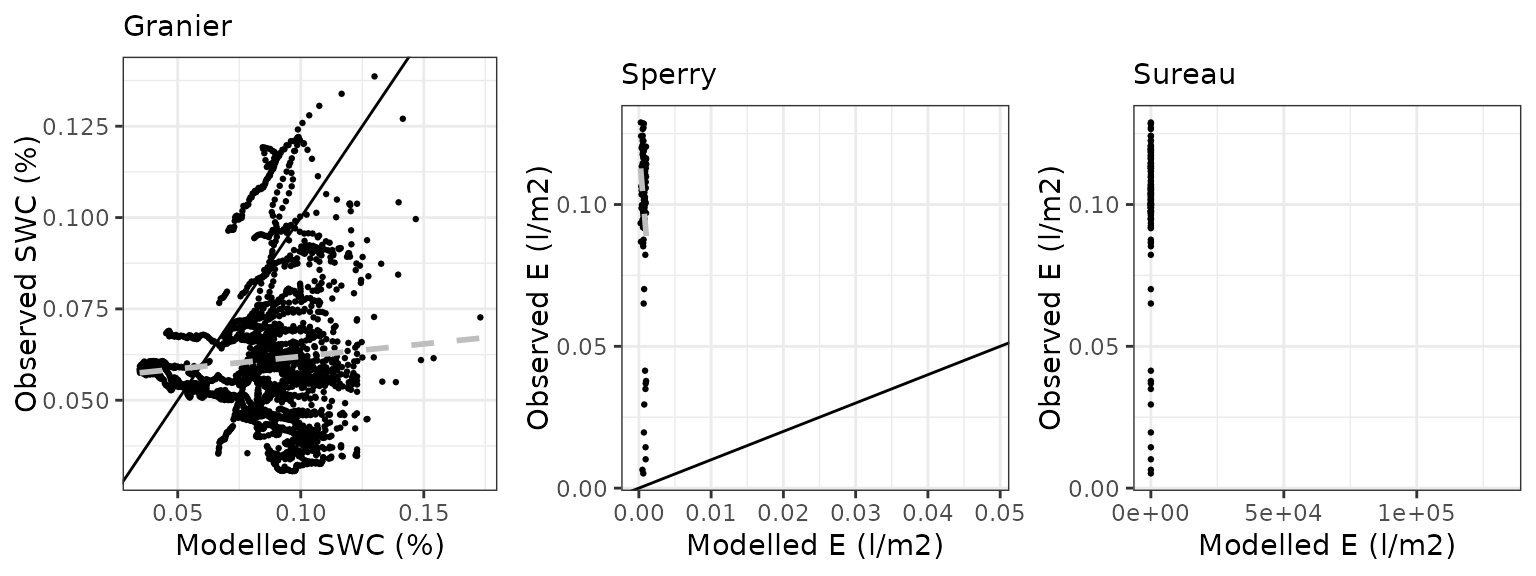 Granier
Observed SWC (%)
0.125
0.100
0.075
0.050
0.05 0.10 0.15
Modelled SWC (%)
Sperry
Observed E (l/m2)
0.10
0.05
0.00
0.00 0.01 0.02 0.03 0.04 0.05
Modelled E (l/m2)
Sureau
Observed E (l/m2)
0.10
0.05
0.00
0e+00 5e+04 1e+05
Modelled E (l/m2)